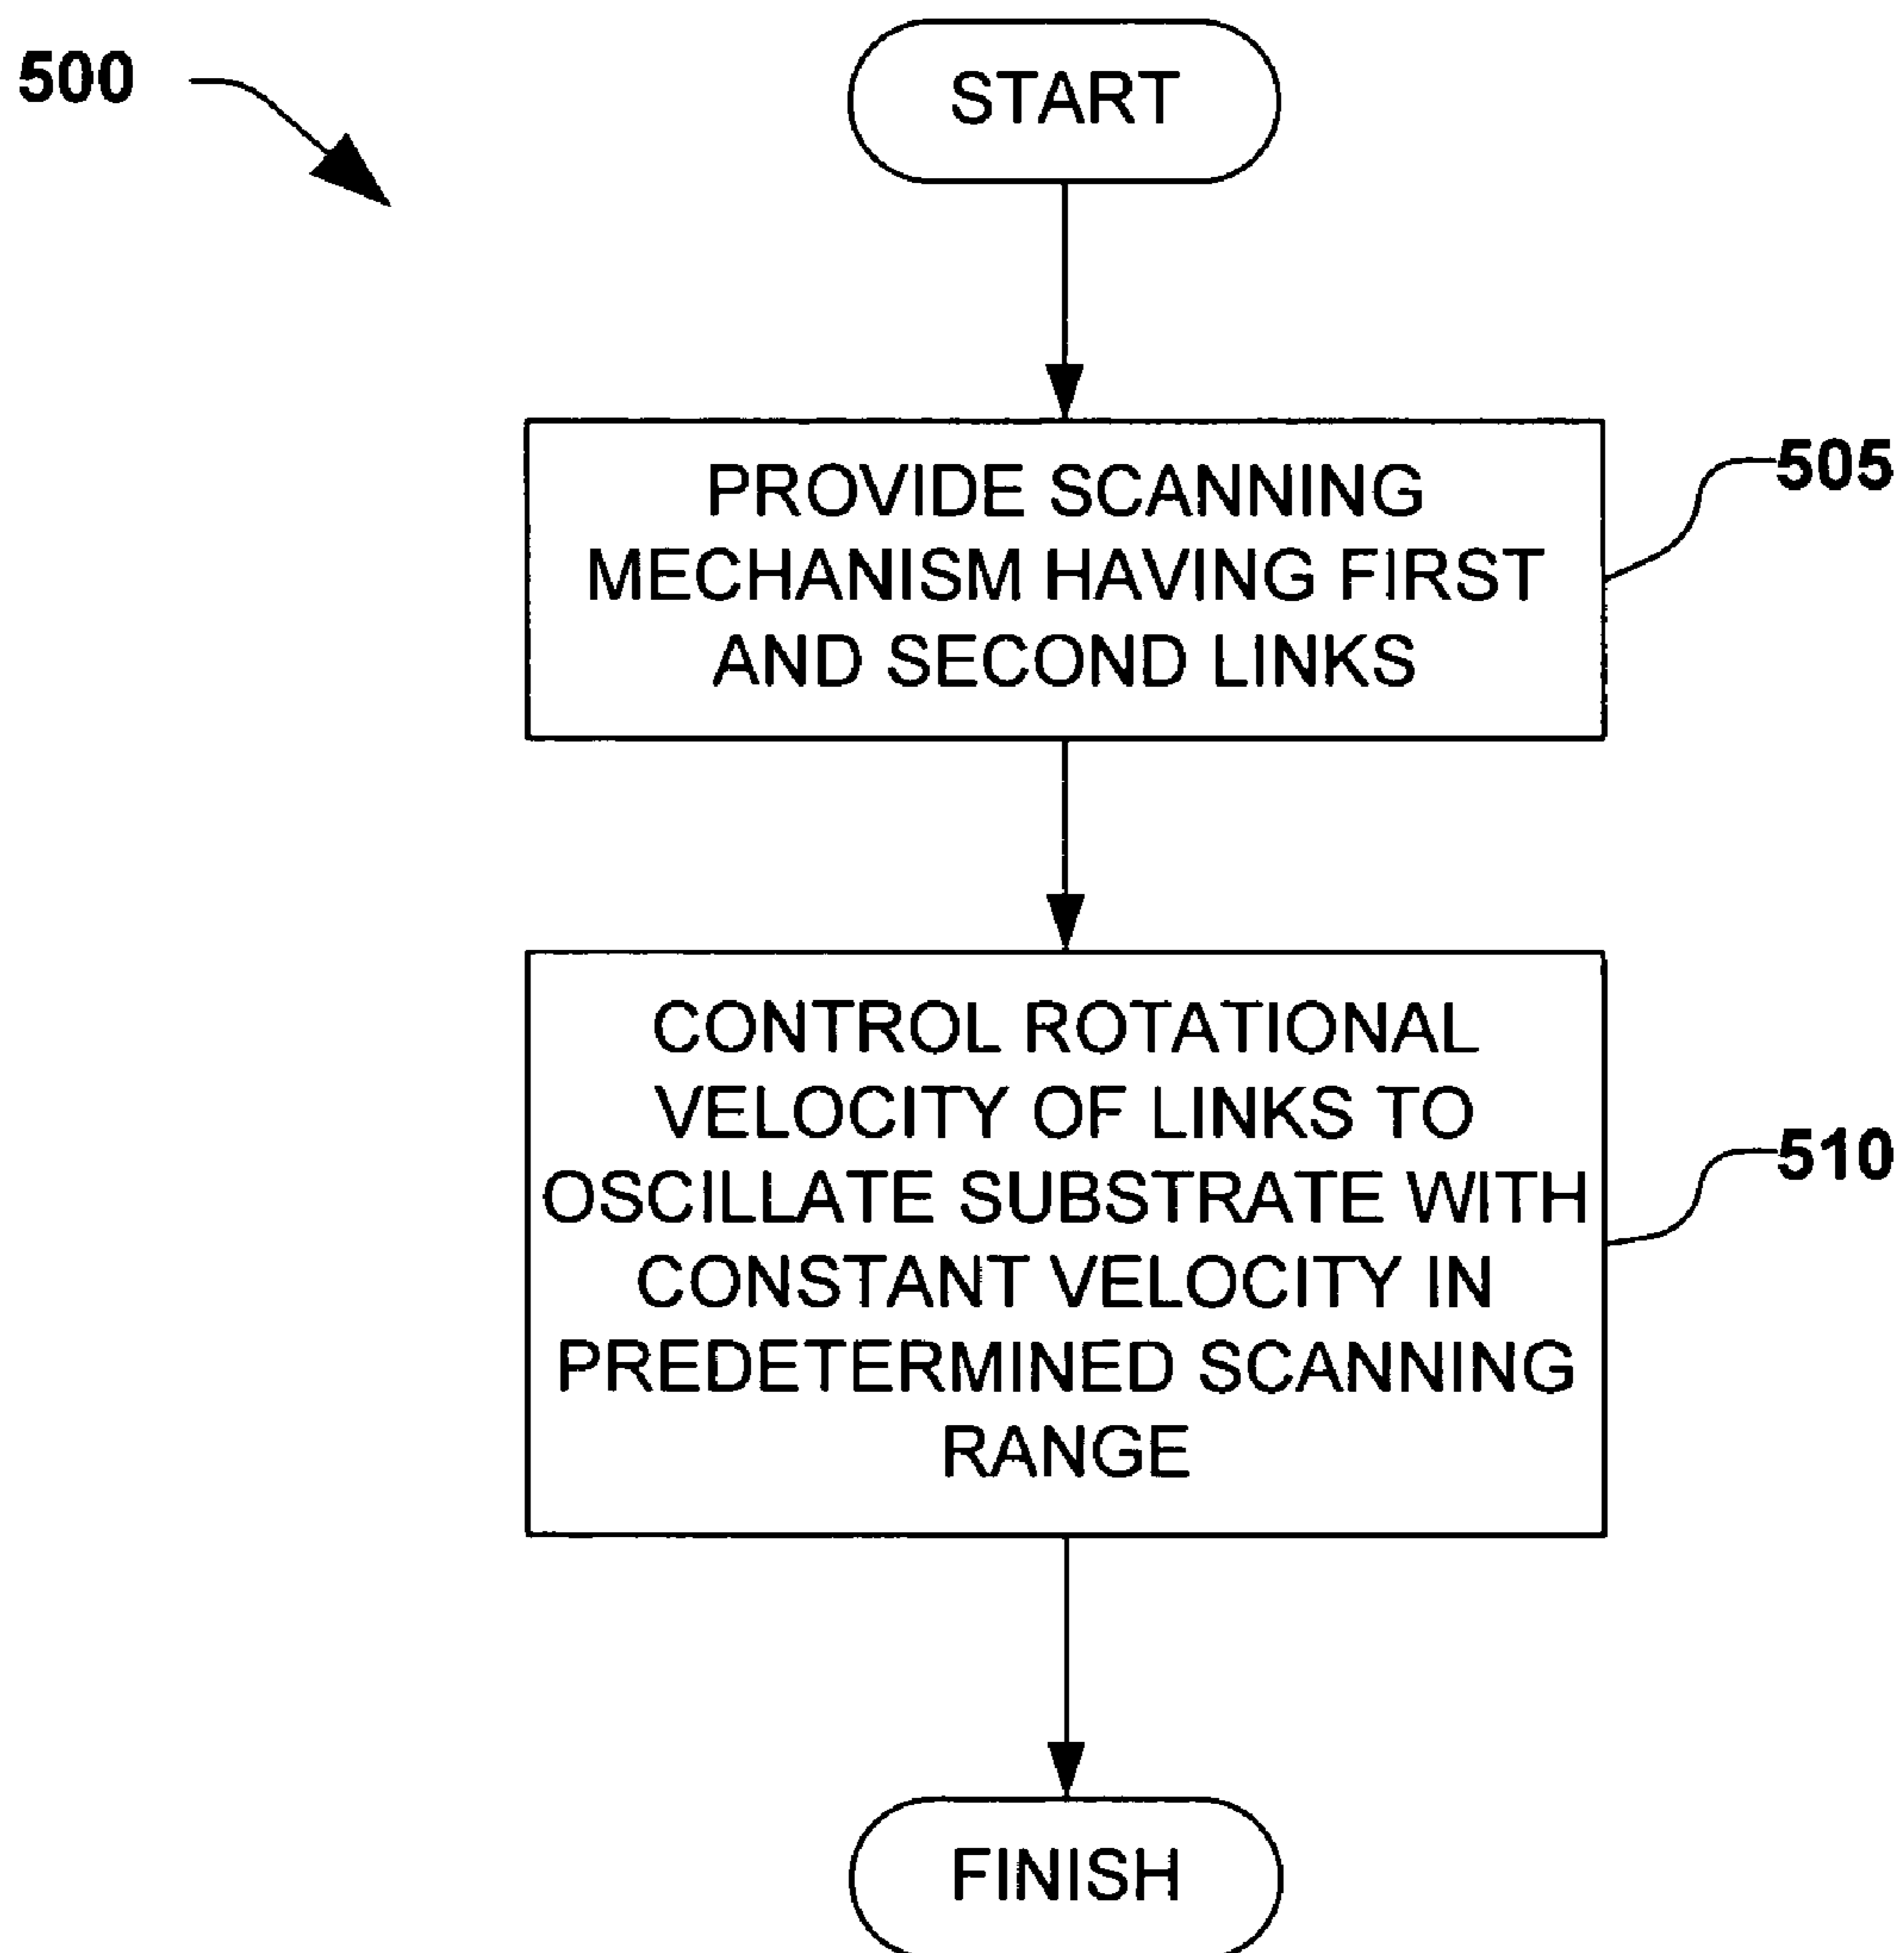 500
START
PROVIDE SCANNING
MECHANISM HAVING FIRST
AND SECOND LINKS
505
CONTROL ROTATIONAL
VELOCITY OF LINKS TO
OSCILLATE SUBSTRATE WITH
CONSTANT VELOCITY IN
PREDETERMINED SCANNING
RANGE
510
FINISH